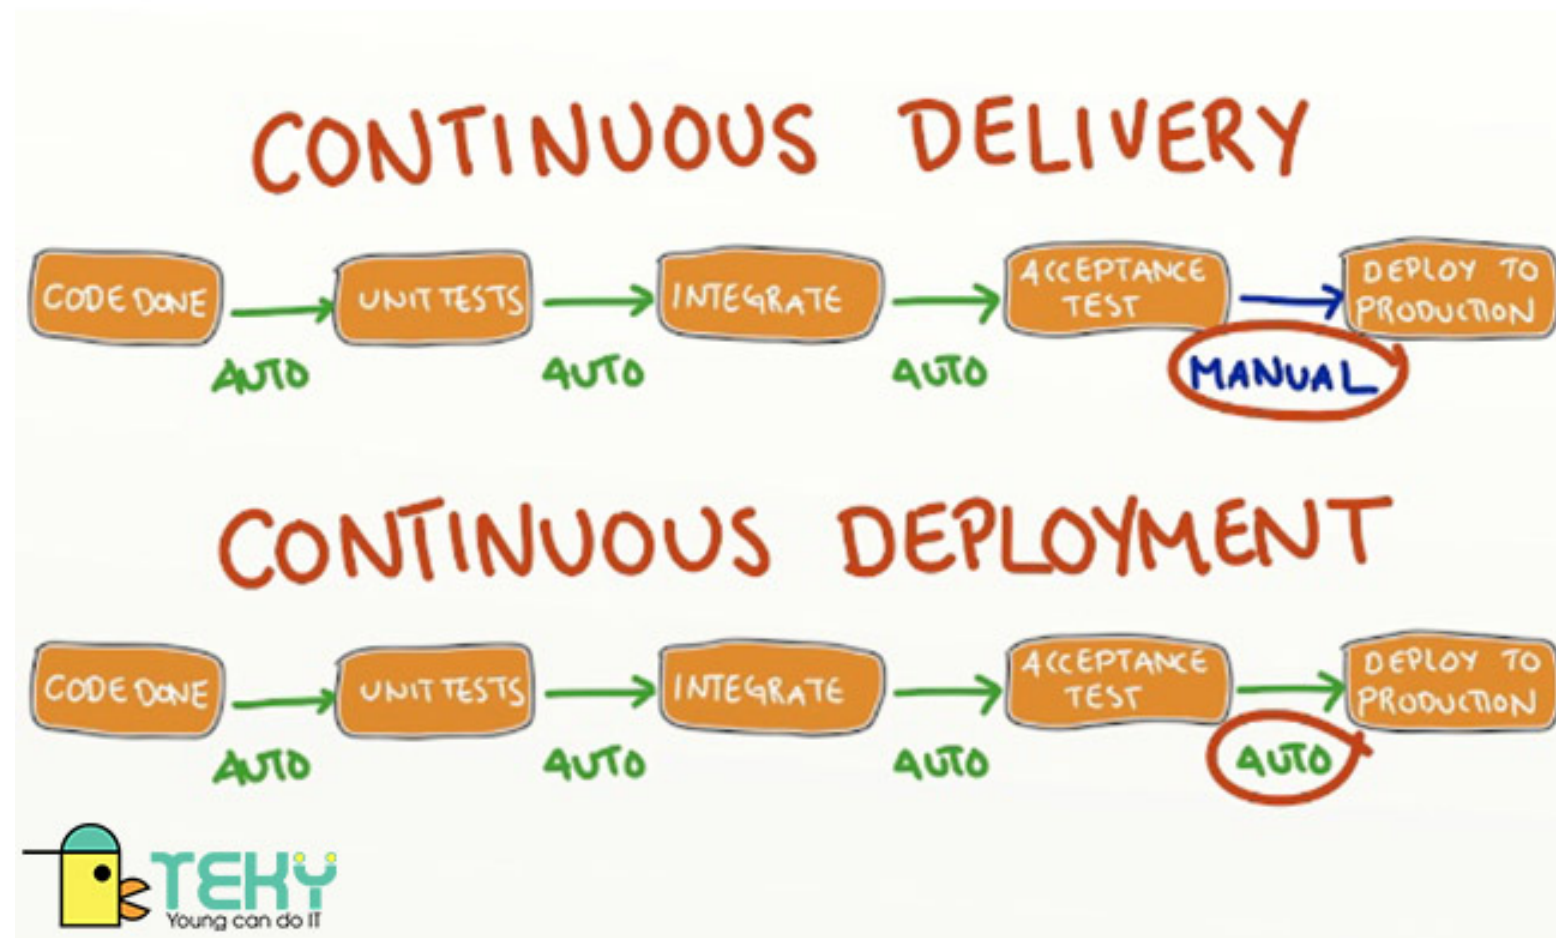 CONTINUOUS DELIVERY
CODE DONE
UNIT TESTS
INTEGRATE
ACCEPTANCE
TEST
DEPLOY TO
PRODUCTION
AUTO
AUTO
AUTO
MANUAL
CONTINUOUS DEPLOYMENT
CODE DONE
UNIT TESTS
INTEGRATE
ACCEPTANCE
TEST
DEPLOY TO
PRODUCTION
AUTO
AUTO
AUTO
AUTO
TEKY
Young can do IT